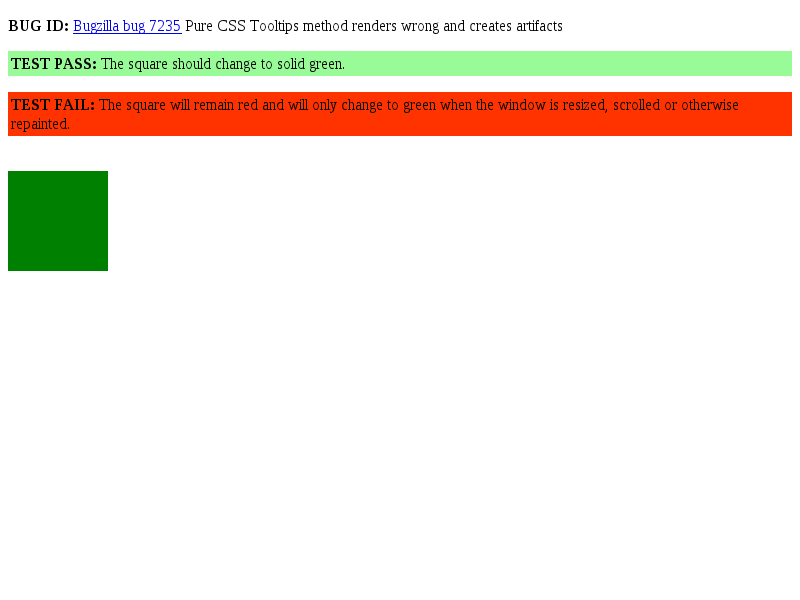 BUG ID: Bugzilla bug 7235 Pure CSS Tooltips method renders wrong and creates artifacts
TEST PASS: The square should change to solid green.
TEST FAIL: The square will remain red and will only change to green when the window is resized, scrolled or otherwise
repainted.